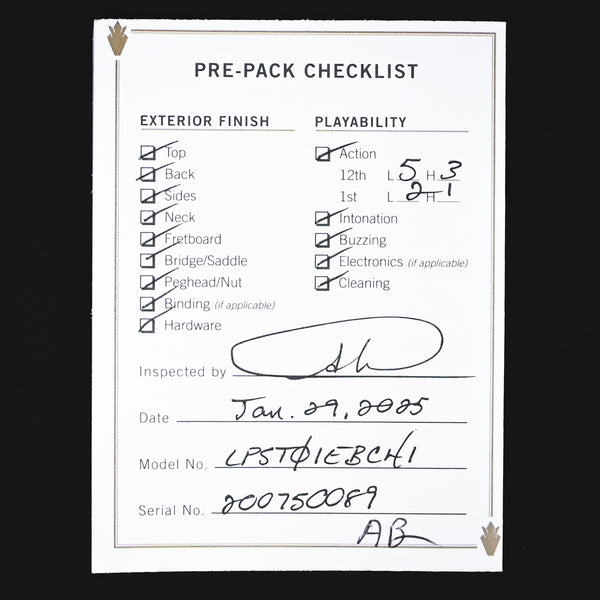 PRE-PACK CHECKLIST
EXTERIOR FINISH
Top
Back
Sides
Neck
Fretboard
Bridge/Saddle
Peghead/Nut
Binding (if applicable)
Hardware
PLAYABILITY
Action
12th L 5 H 3
1st L 2 H 1
Intonation
Buzzing
Electronics (if applicable)
Cleaning
Inspected by
Date Jan. 29, 2025
Model No. LPSTØ1EBCH1
Serial No. 200750089
AB